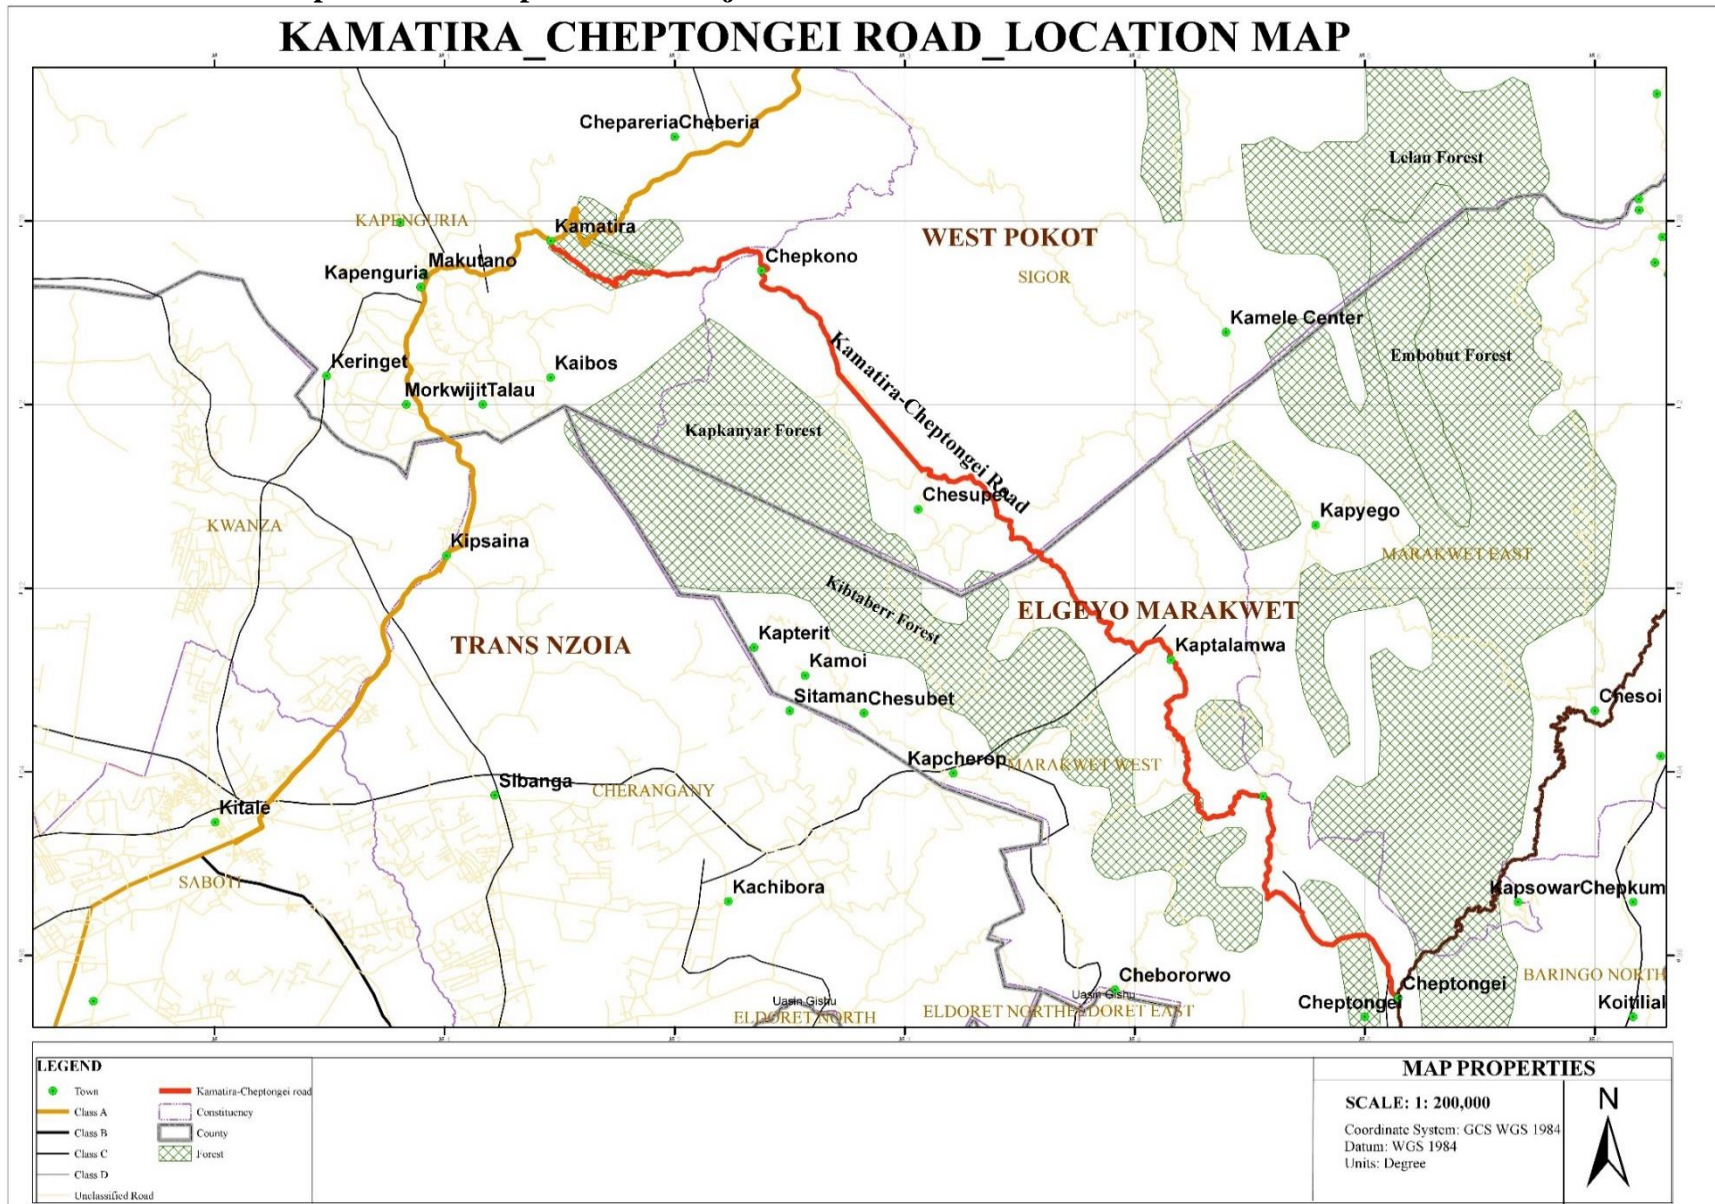 KAMATIRA_CHEPTONGEI ROAD_LOCATION MAP
ChepareriaCheberia
Lelan Forest
KAPENGURIA
Kamatira
WEST POKOT
Makutano
Chepkono
Kapenguria
SIGOR
Kamele Center
Kamatira-Cheptongei Road
Embobut Forest
Keringet
Kaibos
MorkwijitTalau
Kapkanyar Forest
Chesupet
Kapyego
KWANZA
Kipsaina
MARAKWET EAST
Kibtaberr Forest
ELGEYO MARAKWET
TRANS NZOIA
Kapterit
Kaptalamwa
Kamoi
Sitaman
Chesubet
Chesoi
Kapcherop
MARAKWET WEST
Sibanga
CHERANGANY
Kitale
SABOTI
Kachibora
KapsowarChepkum
Chebororwo
Cheptongei
BARINGO NORTH
Uasin Gishu
Uasin Gishu
Cheptongei
Koitilial
ELDORET NORTH
ELDORET NORTH
ELDORET EAST
LEGEND
Town
Class A
Class B
Class C
Class D
Unclassified Road
Kamatira-Cheptongei road
Constituency
County
Forest
MAP PROPERTIES
SCALE: 1: 200,000
Coordinate System: GCS WGS 1984
Datum: WGS 1984
Units: Degree
N